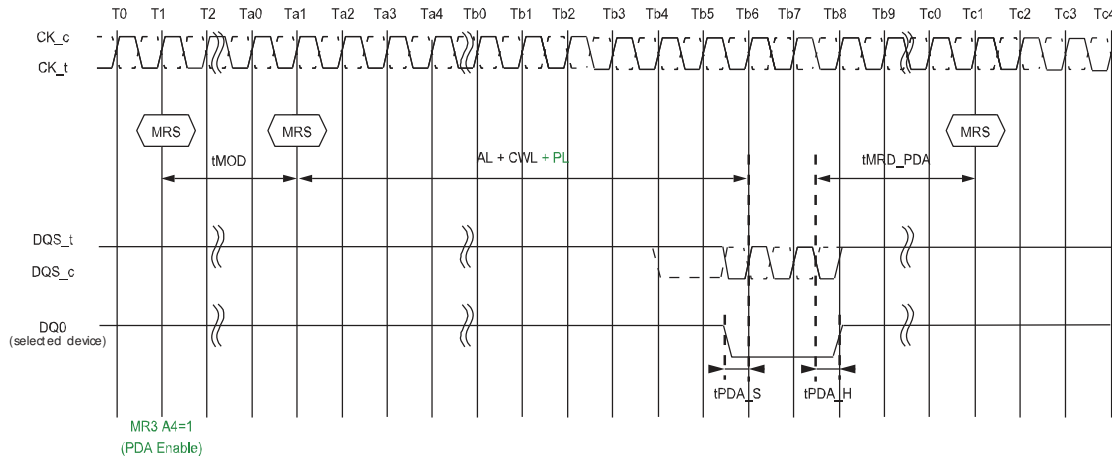 T0 T1 T2 Ta0 Ta1 Ta2 Ta3 Ta4 Tb0 Tb1 Tb2 Tb3 Tb4 Tb5 Tb6 Tb7 Tb8 Tb9 Tc0 Tc1 Tc2 Tc3 Tc4
CK_c
CK_t
MRS MRS MRS
tMOD AL + CWL + PL tMRD_PDA
DQS_t
DQS_c
DQ0
(selected device)
tPDA_S tPDA_H
MR3 A4=1
(PDA Enable)